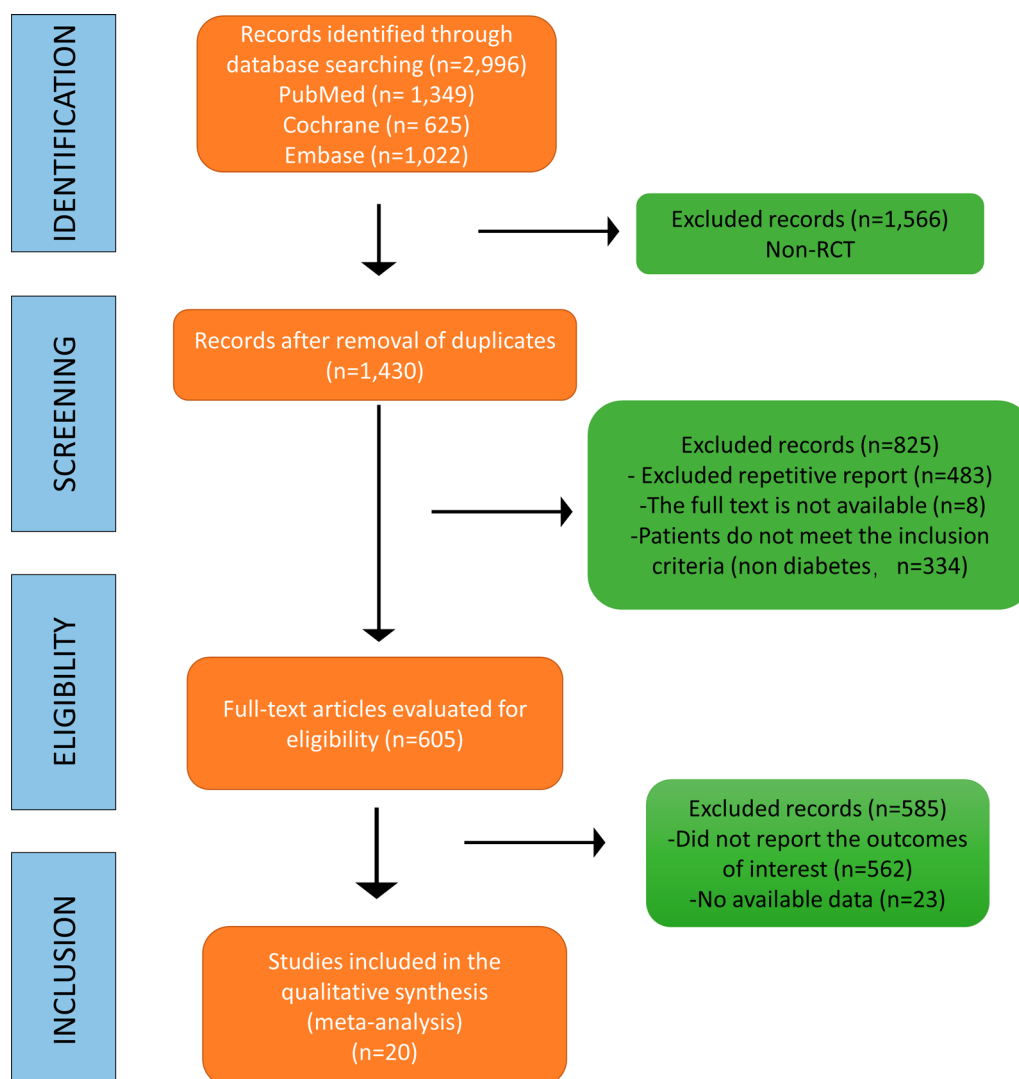 IDENTIFICATION
Records identified through
database searching (n=2,996)
PubMed (n= 1,349)
Cochrane (n= 625)
Embase (n=1,022)
Excluded records (n=1,566)
Non-RCT
SCREENING
Records after removal of duplicates
(n=1,430)
Excluded records (n=825)
- Excluded repetitive report (n=483)
-The full text is not available (n=8)
-Patients do not meet the inclusion
criteria (non diabetes, n=334)
ELIGIBILITY
Full-text articles evaluated for
eligibility (n=605)
Excluded records (n=585)
-Did not report the outcomes
of interest (n=562)
-No available data (n=23)
INCLUSION
Studies included in the
qualitative synthesis
(meta-analysis)
(n=20)